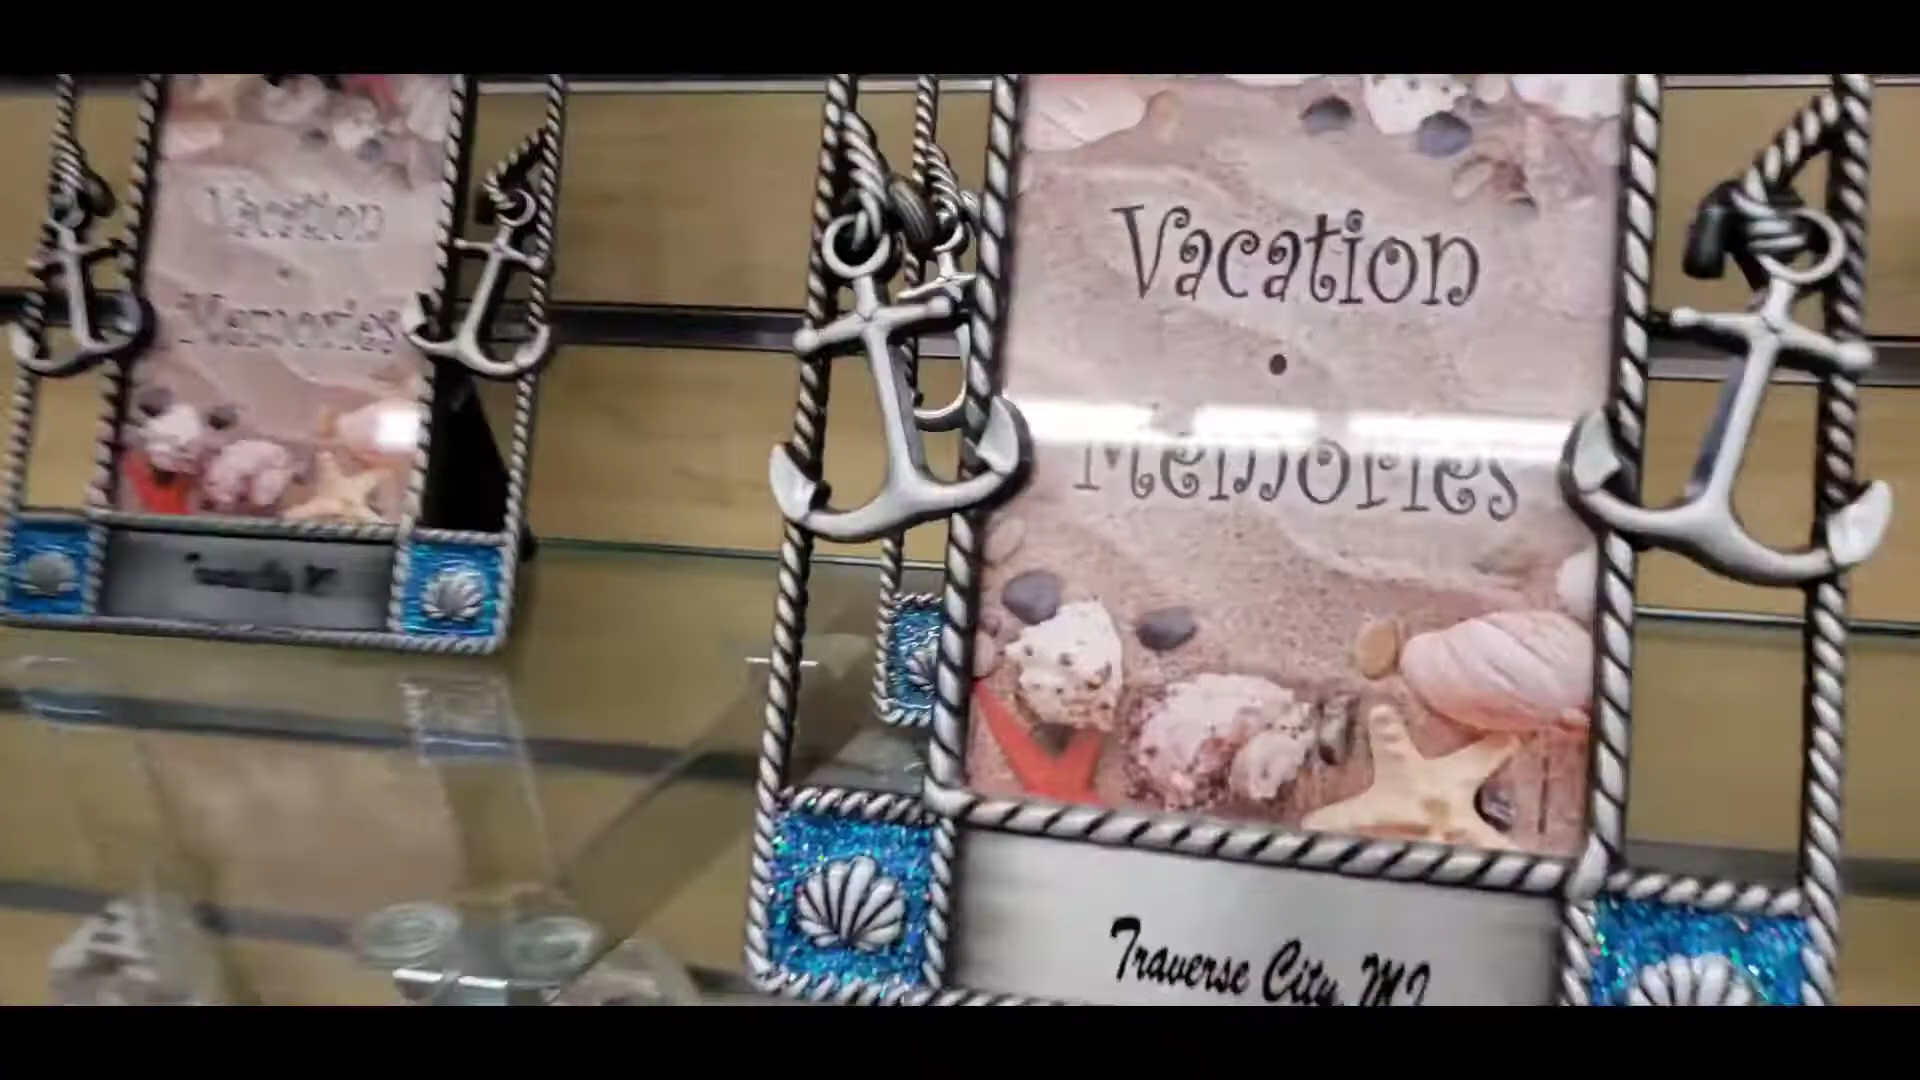 Vacation
•
Memories
Vacation
•
Memories
Traverse City, MI